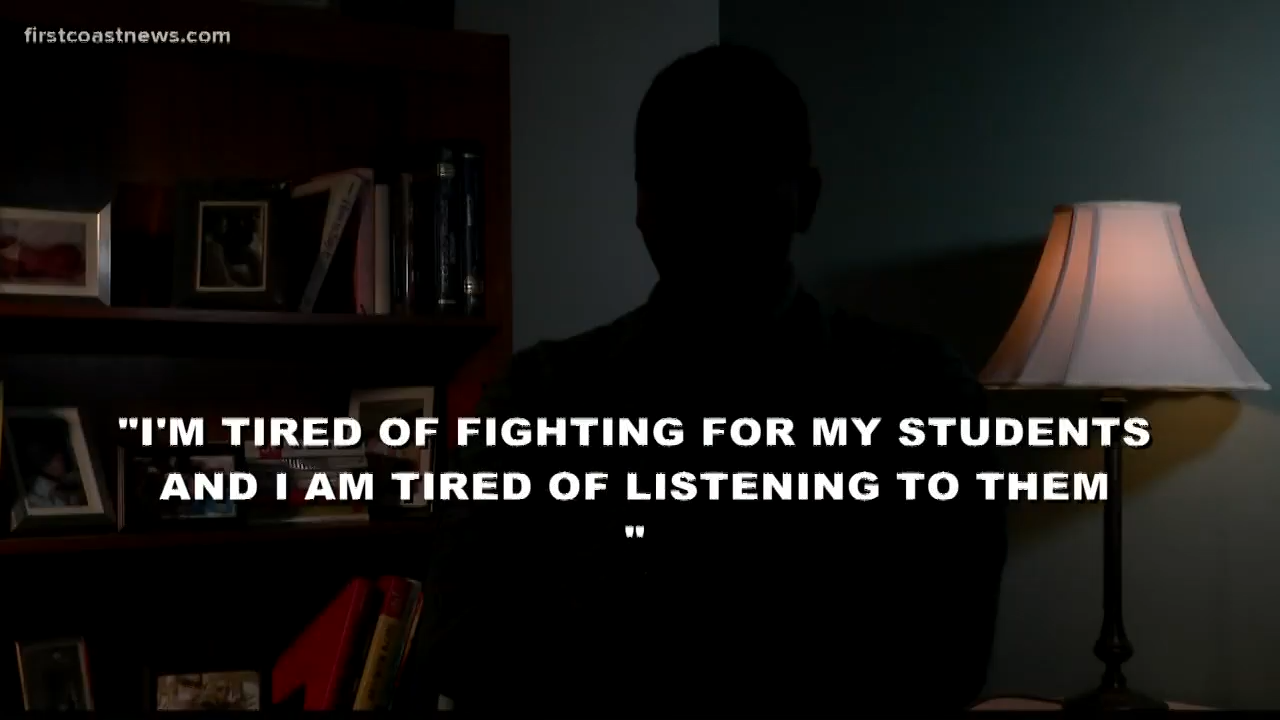 firstcoastnews.com
"I'M TIRED OF FIGHTING FOR MY STUDENTS
AND I AM TIRED OF LISTENING TO THEM
"